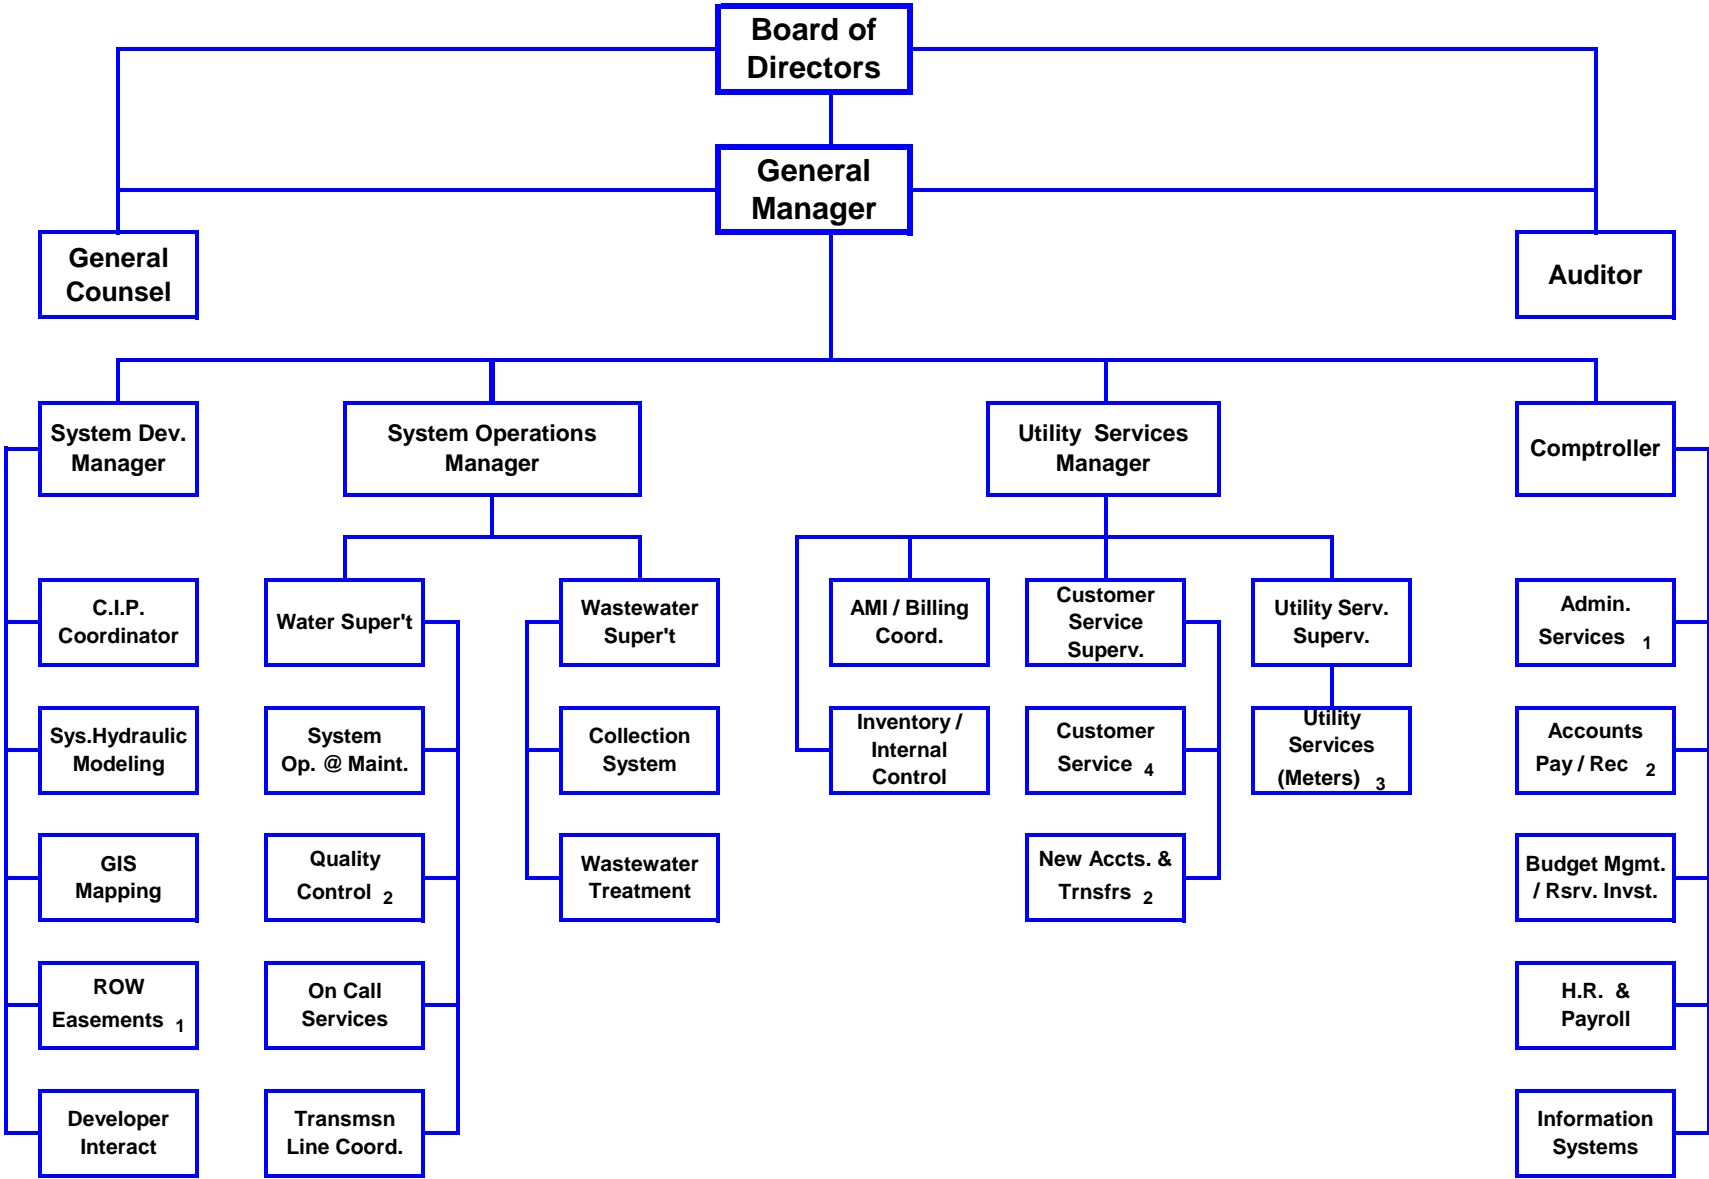 Board of
Directors
General
Manager
General
Counsel
Auditor
System Dev.
Manager
System Operations
Manager
Utility Services
Manager
Comptroller
C.I.P.
Coordinator
Water Super't
Wastewater
Super't
AMI / Billing
Coord.
Customer
Service
Superv.
Utility Serv.
Superv.
Admin.
Services 1
Sys.Hydraulic
Modeling
System
Op. @ Maint.
Collection
System
Inventory /
Internal
Control
Customer
Service 4
Utility
Services
(Meters) 3
Accounts
Pay / Rec 2
GIS
Mapping
Quality
Control 2
Wastewater
Treatment
New Accts. &
Trnsfrs 2
Budget Mgmt.
/ Rsrv. Invst.
ROW
Easements 1
On Call
Services
H.R. &
Payroll
Developer
Interact
Transmsn
Line Coord.
Information
Systems